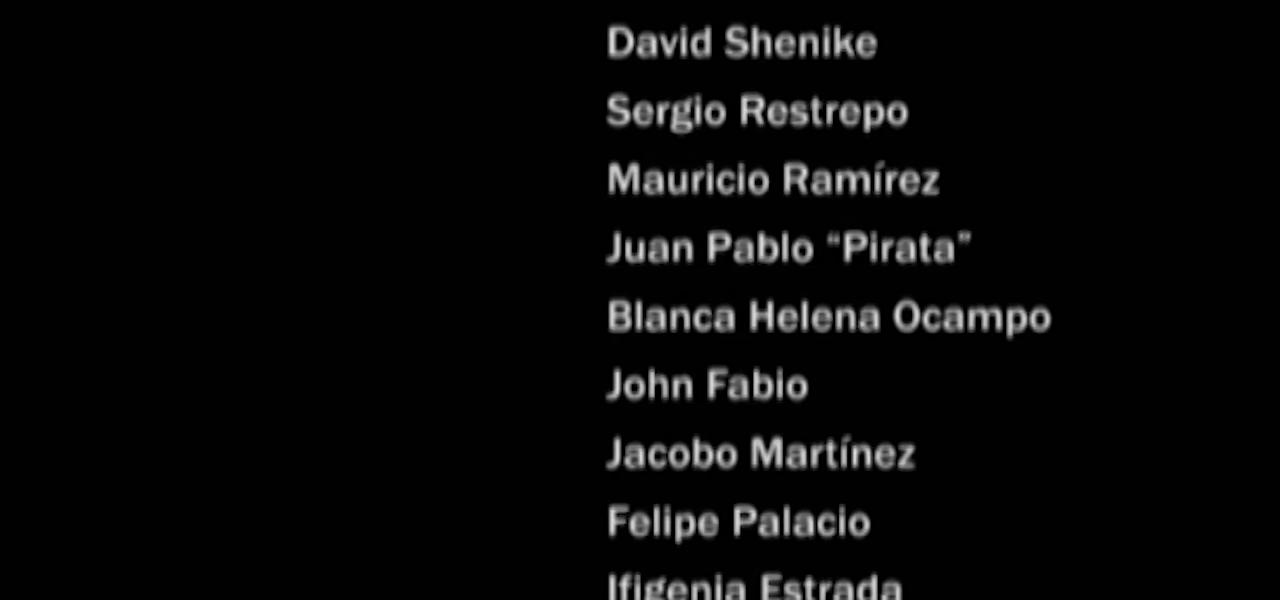 David Shenike
Sergio Restrepo
Mauricio Ramírez
Juan Pablo “Pirata”
Blanca Helena Ocampo
John Fabio
Jacobo Martínez
Felipe Palacio
Ifigenia Estrada